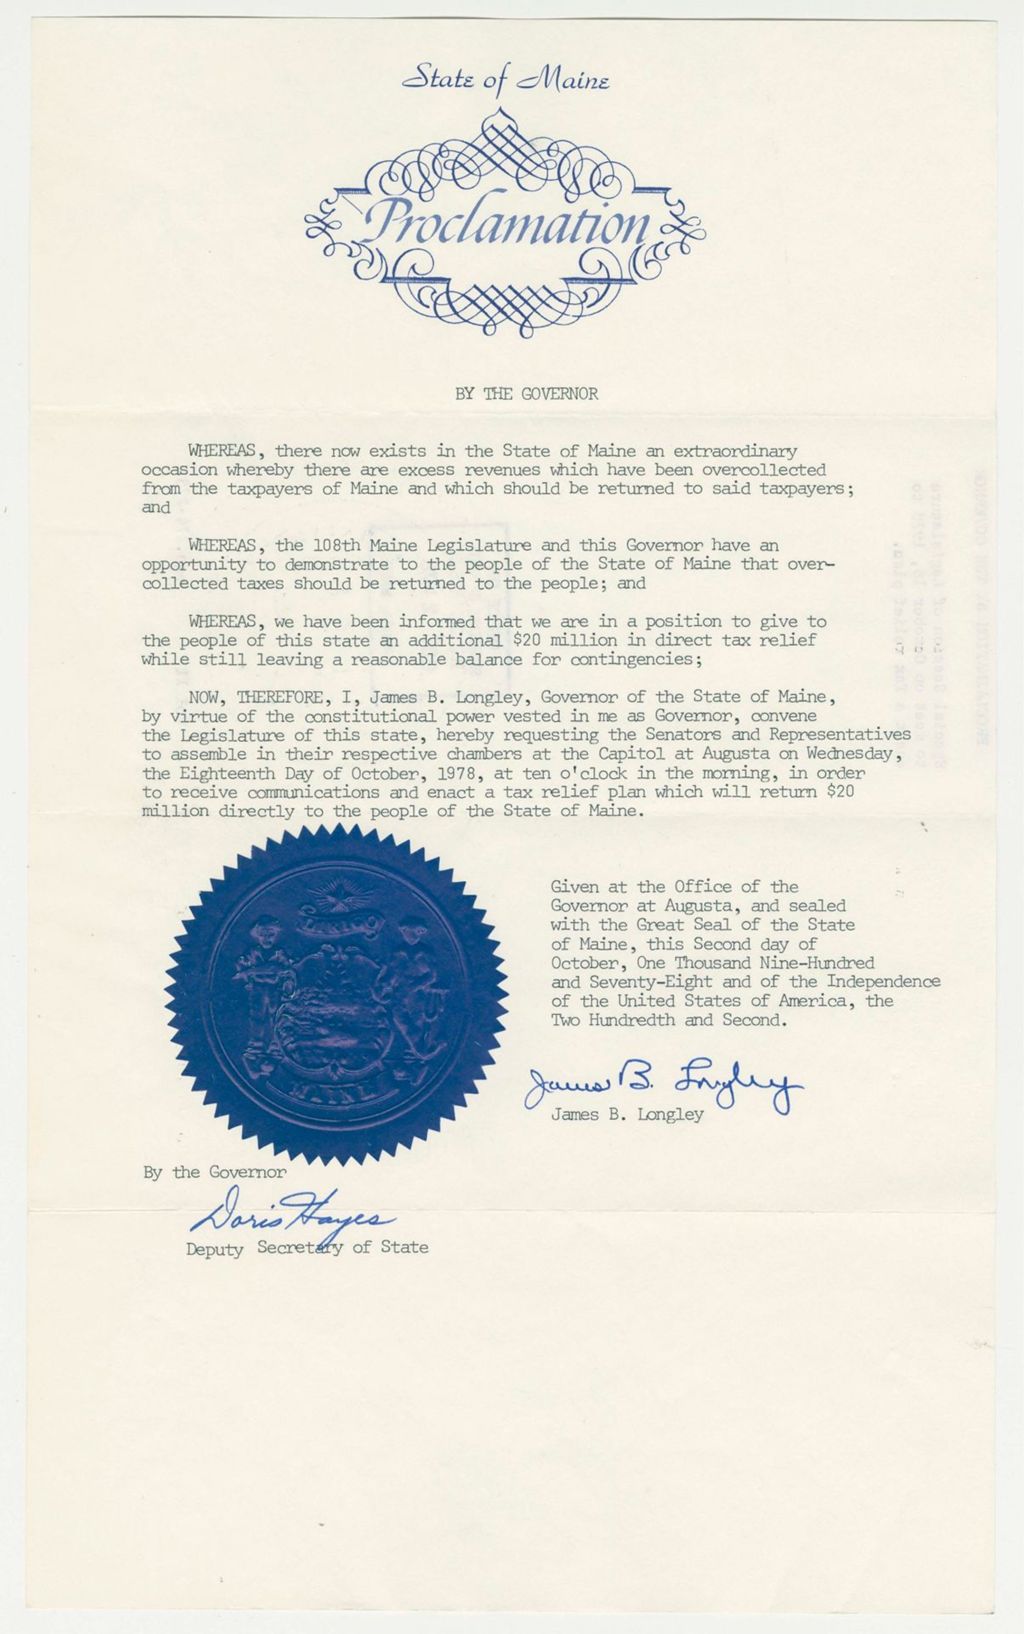 State of Maine
Proclamation
BY THE GOVERNOR
WHEREAS, there now exists in the State of Maine an extraordinary
occasion whereby there are excess revenues which have been overcollected
from the taxpayers of Maine and which should be returned to said taxpayers;
and
WHEREAS, the 108th Maine Legislature and this Governor have an
opportunity to demonstrate to the people of the State of Maine that over-
collected taxes should be returned to the people; and
WHEREAS, we have been informed that we are in a position to give to
the people of this state an additional $20 million in direct tax relief
while still leaving a reasonable balance for contingencies;
NOW, THEREFORE, I, James B. Longley, Governor of the State of Maine,
by virtue of the constitutional power vested in me as Governor, convene
the Legislature of this state, hereby requesting the Senators and Representatives
to assemble in their respective chambers at the Capitol at Augusta on Wednesday,
the Eighteenth Day of October, 1978, at ten o'clock in the morning, in order
to receive communications and enact a tax relief plan which will return $20
million directly to the people of the State of Maine.
Given at the Office of the
Governor at Augusta, and sealed
with the Great Seal of the State
of Maine, this Second day of
October, One Thousand Nine-Hundred
and Seventy-Eight and of the Independence
of the United States of America, the
Two Hundredth and Second.
MAINE
James B. Longley
James B. Longley
By the Governor
Doris Hayes
Deputy Secretary of State